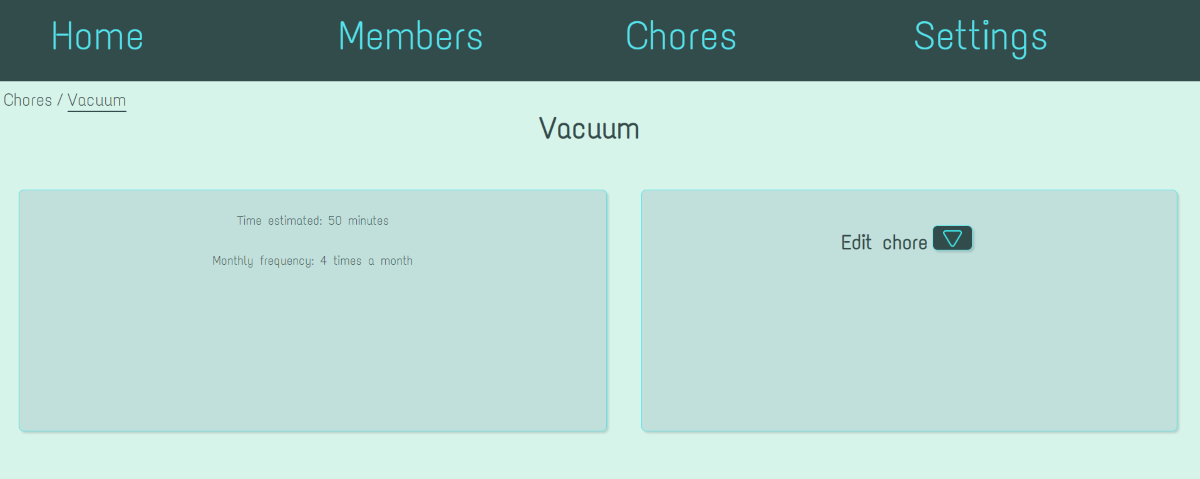 Home Members Chores Settings
Chores / Vacuum
Vacuum
Time estimated: 50 minutes
Monthly frequency: 4 times a month
Edit chore